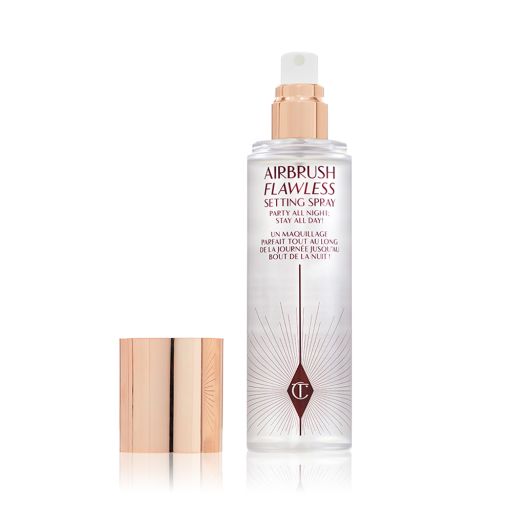 AIRBRUSH
FLAWLESS
SETTING SPRAY
PARTY ALL NIGHT,
STAY ALL DAY!
UN MAQUILLAGE
PARFAIT TOUT AU LONG
DE LA JOURNÉE JUSQU'AU
BOUT DE LA NUIT !
CT